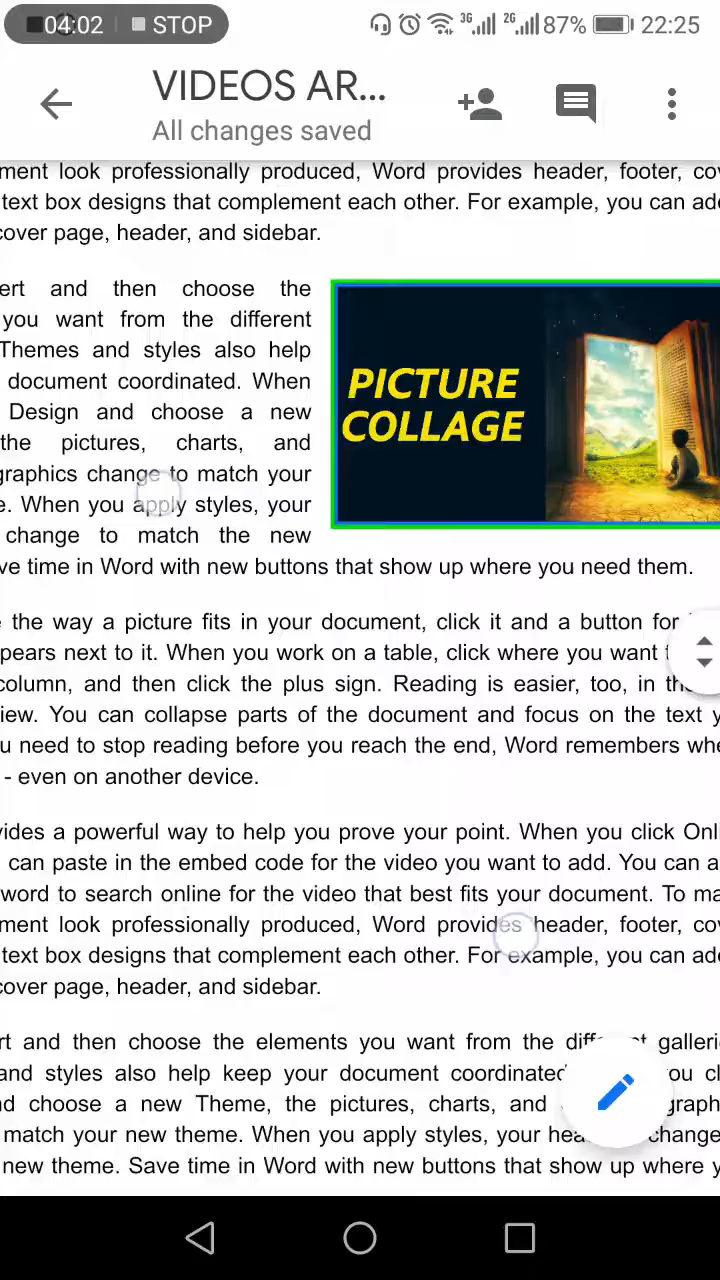 04:02 STOP 3G 2G 87% 22:25
VIDEOS AR...
All changes saved
ment look professionally produced, Word provides header, footer, cov
text box designs that complement each other. For example, you can add
cover page, header, and sidebar.
ert and then choose the
you want from the different
Themes and styles also help
document coordinated. When
Design and choose a new
the pictures, charts, and
graphics change to match your
e. When you apply styles, your
change to match the new
ve time in Word with new buttons that show up where you need them.
PICTURE
COLLAGE
the way a picture fits in your document, click it and a button for
pears next to it. When you work on a table, click where you want
column, and then click the plus sign. Reading is easier, too, in the
iew. You can collapse parts of the document and focus on the text y
u need to stop reading before you reach the end, Word remembers whe
- even on another device.
vides a powerful way to help you prove your point. When you click Onli
can paste in the embed code for the video you want to add. You can a
word to search online for the video that best fits your document. To ma
ment look professionally produced, Word provides header, footer, cov
text box designs that complement each other. For example, you can add
cover page, header, and sidebar.
rt and then choose the elements you want from the different galleri
and styles also help keep your document coordinated ou cl
nd choose a new Theme, the pictures, charts, and graph
match your new theme. When you apply styles, your hea change
new theme. Save time in Word with new buttons that show up where y